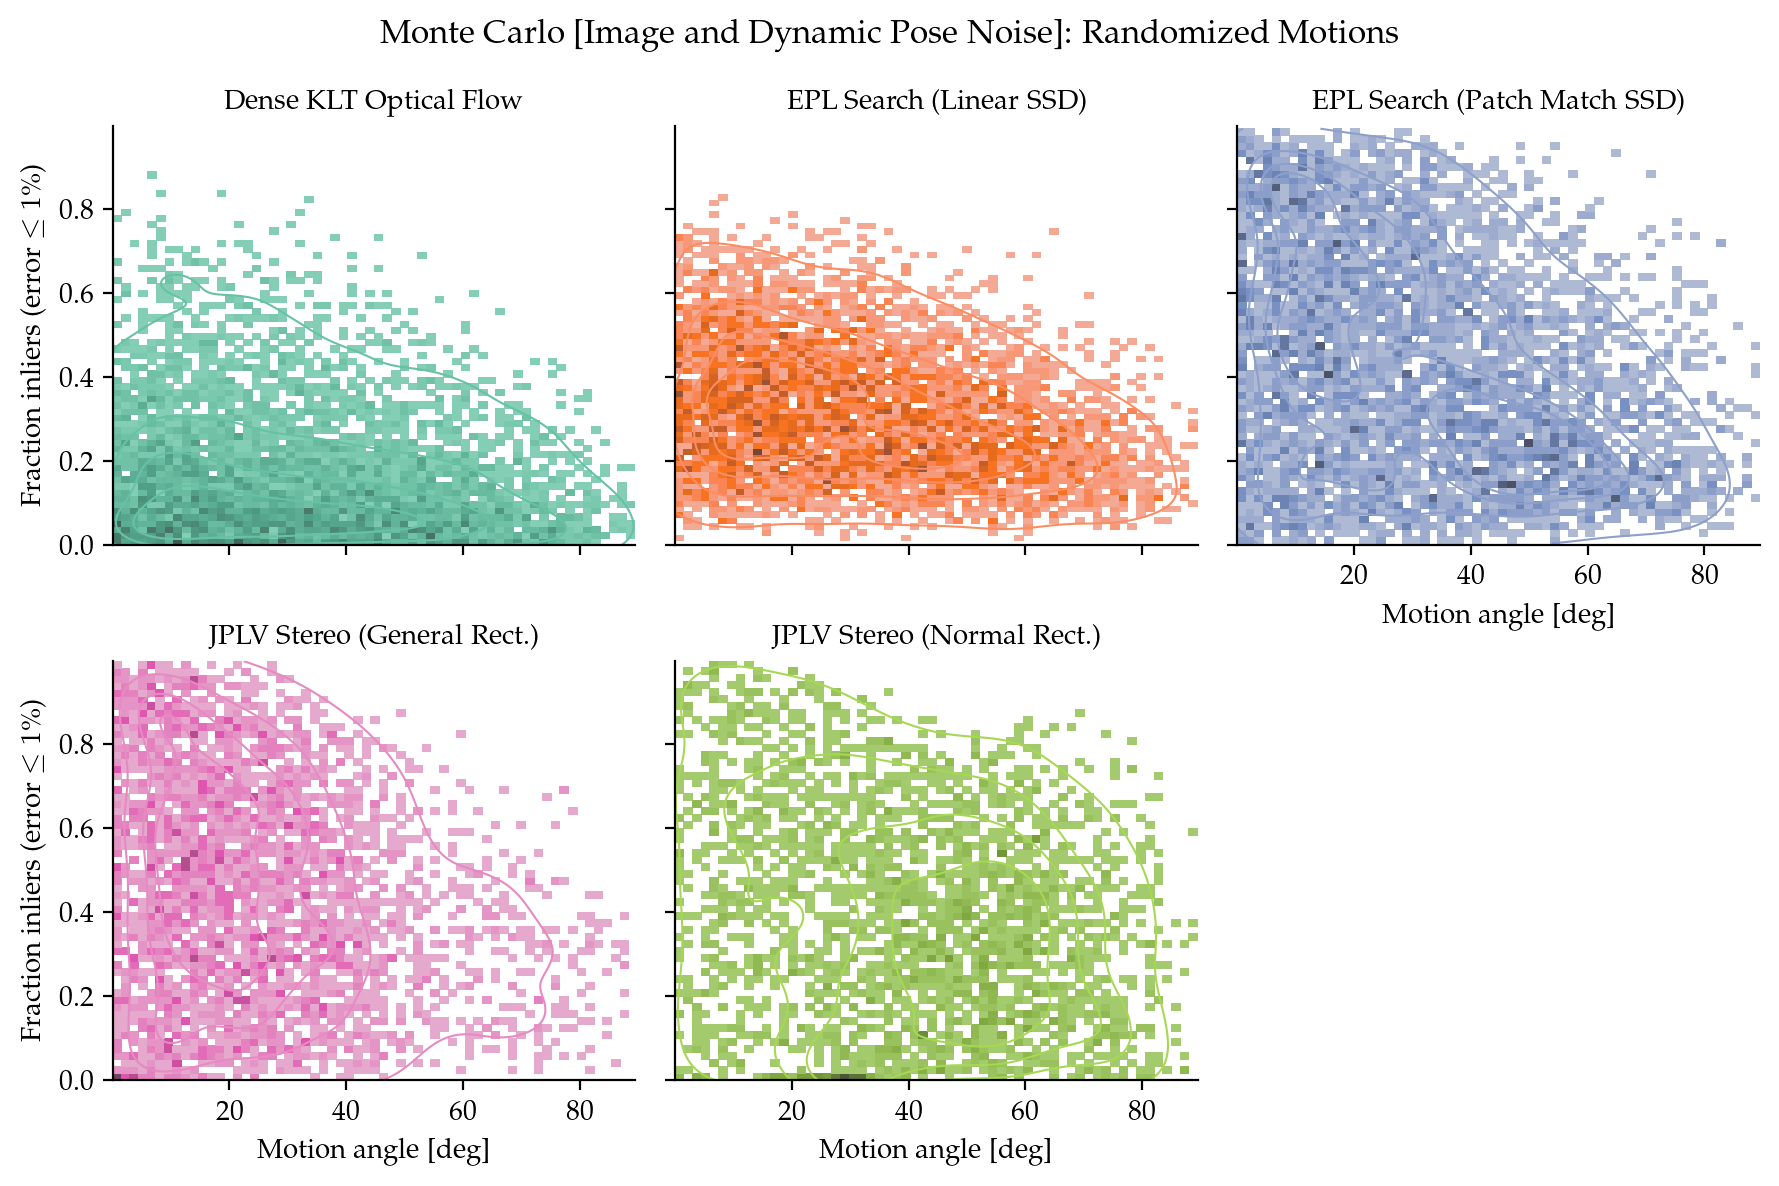 Monte Carlo [Image and Dynamic Pose Noise]: Randomized Motions
Dense KLT Optical Flow
EPL Search (Linear SSD)
EPL Search (Patch Match SSD)
Fraction inliers (error ≤ 1%)
0.8
0.6
0.4
0.2
0.0
20 40 60 80
Motion angle [deg]
JPLV Stereo (General Rect.)
JPLV Stereo (Normal Rect.)
Fraction inliers (error ≤ 1%)
0.8
0.6
0.4
0.2
0.0
20 40 60 80
20 40 60 80
Motion angle [deg]
Motion angle [deg]